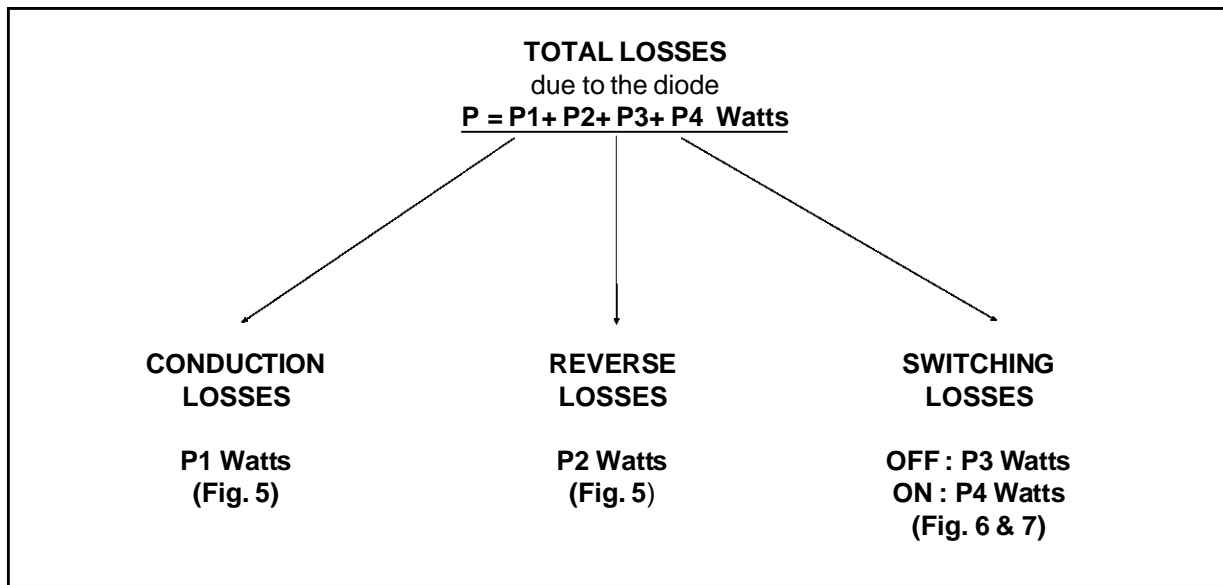 TOTAL LOSSES
due to the diode
P = P1+ P2+ P3+ P4 Watts
CONDUCTION
LOSSES
P1 Watts
(Fig. 5)
REVERSE
LOSSES
P2 Watts
(Fig. 5)
SWITCHING
LOSSES
OFF : P3 Watts
ON : P4 Watts
(Fig. 6 & 7)